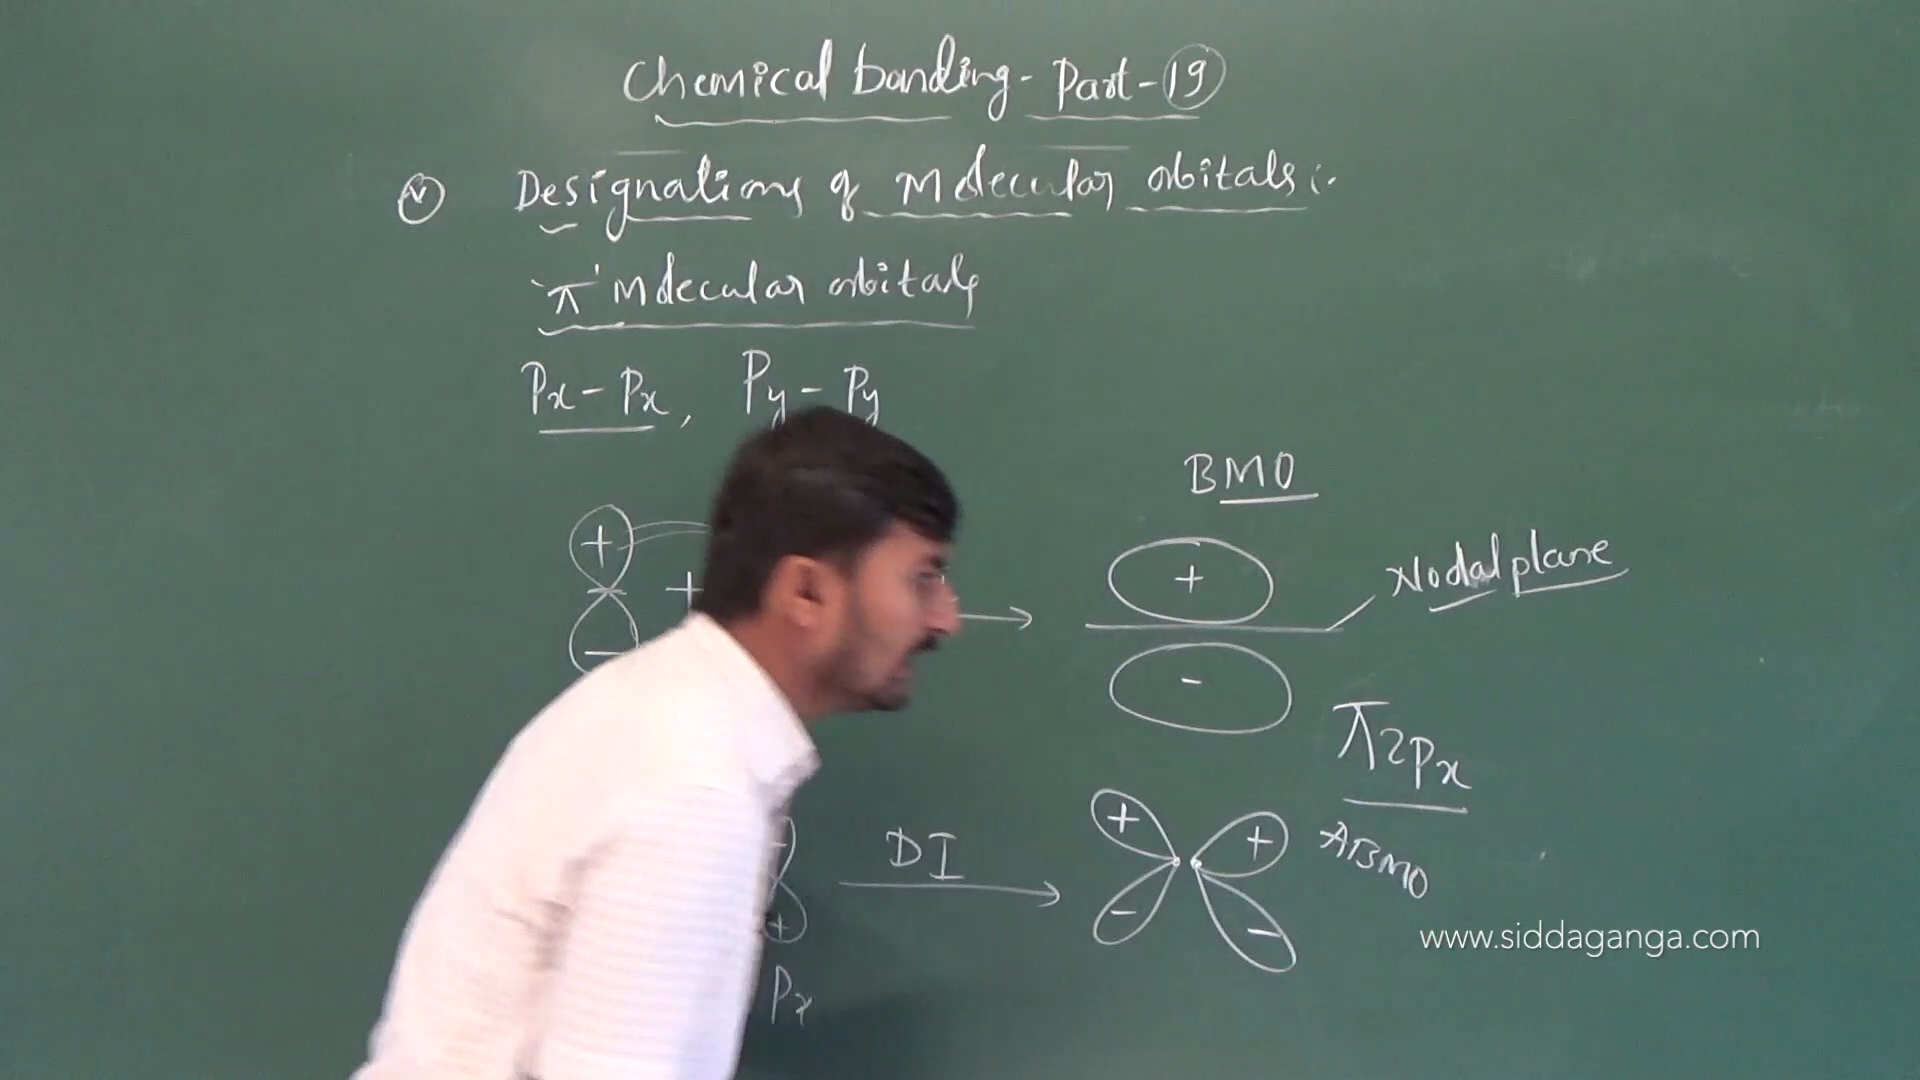 Chemical bonding - Part - 19
Designations of Molecular orbitals :-
'π' Molecular orbitals
Px - Px, Py - Py
BMO
+
+
+
Nodal plane
-
-
π2Px
+
+
ABMO
DI
-
-
+
www.siddaganga.com
Px